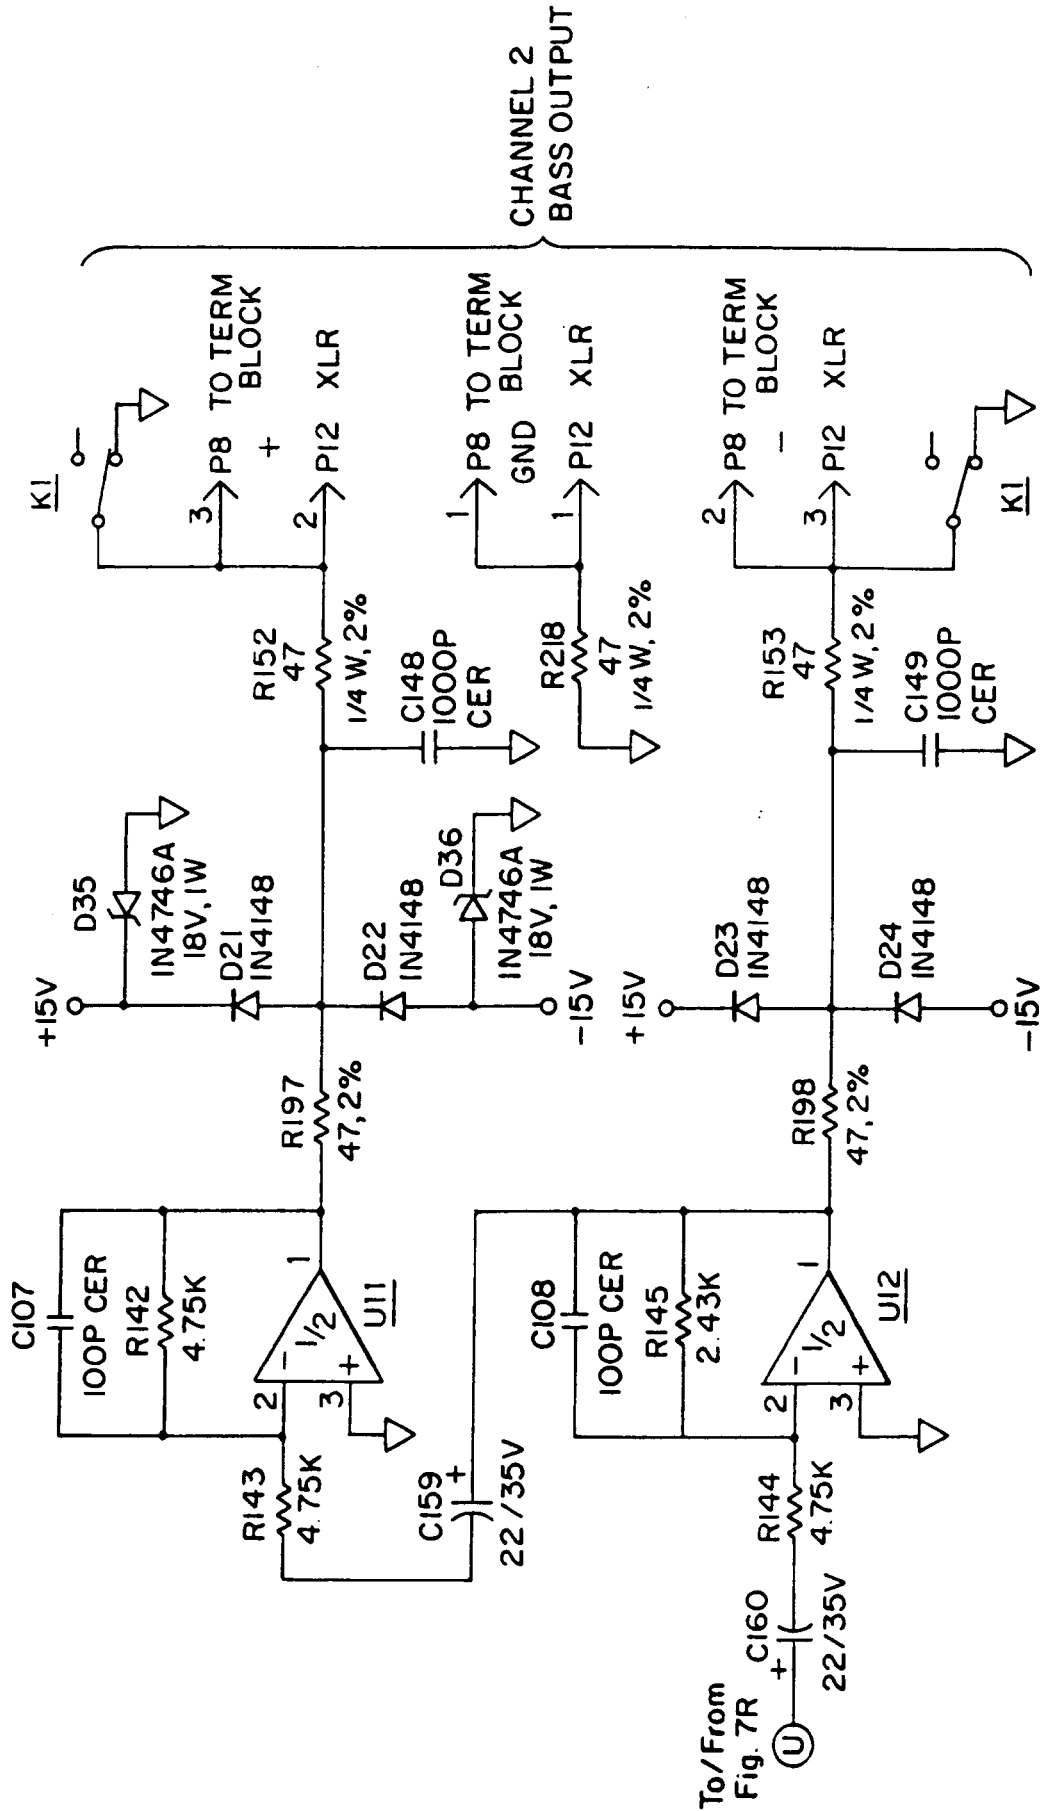 C107
100P CER
R142
4.75K
R143
4.75K
2
3
−
+
1/2
1
U11
R197
47, 2%
+15V
D35
1N4746A
18V, 1W
D21
1N4148
D22
1N4148
D36
1N4746A
18V, 1W
−15V
R152
47
1/4 W, 2%
C148
1000P
CER
K1
3
P8 TO TERM
BLOCK
+
2
P12 XLR
1
P8 TO TERM
GND BLOCK
1
P12 XLR
R218
47
1/4 W, 2%
CHANNEL 2
BASS OUTPUT
C159
+
22/35V
To/From
Fig. 7R
U
C160
+
22/35V
R144
4.75K
C108
100P CER
R145
2.43K
2
3
−
+
1/2
1
U12
R198
47, 2%
+15V
D23
1N4148
D24
1N4148
−15V
R153
47
1/4 W, 2%
C149
1000P
CER
2
P8 TO TERM
BLOCK
−
3
P12 XLR
K1